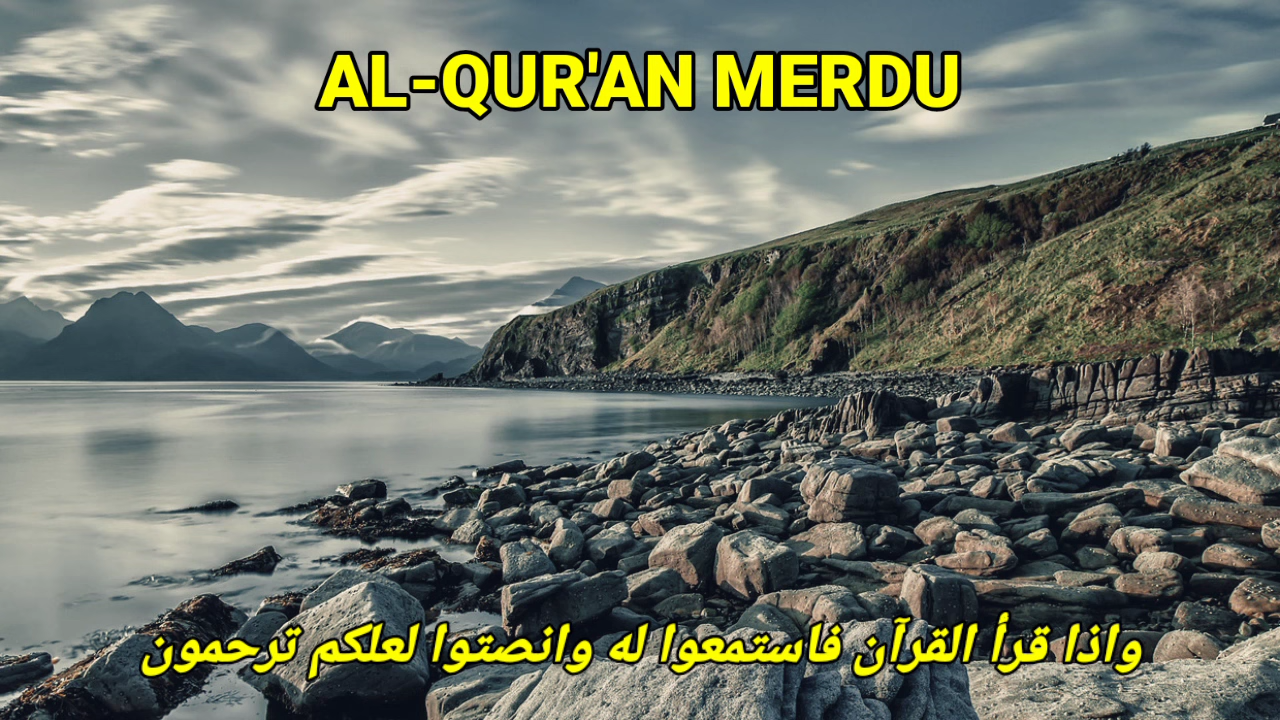 AL-QUR'AN MERDU
واذا قرأ القرآن فاستمعوا له وانصتوا لعلكم ترحمون